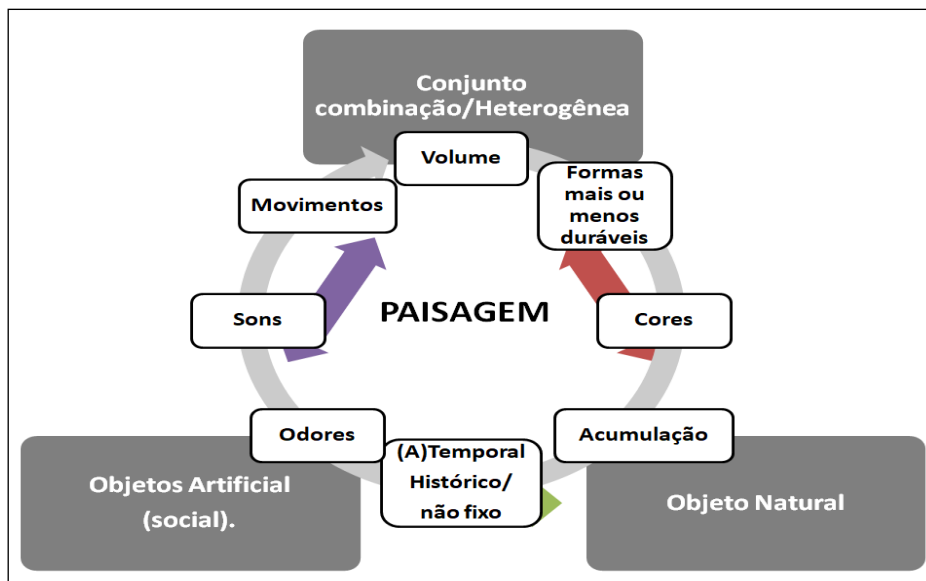 Conjunto
combinação/Heterogênea
Volume
Formas
mais ou
menos
duráveis
Movimentos
PAISAGEM
Sons
Cores
Odores
(A)Temporal
Histórico/
não fixo
Acumulação
Objetos Artificial
(social).
Objeto Natural